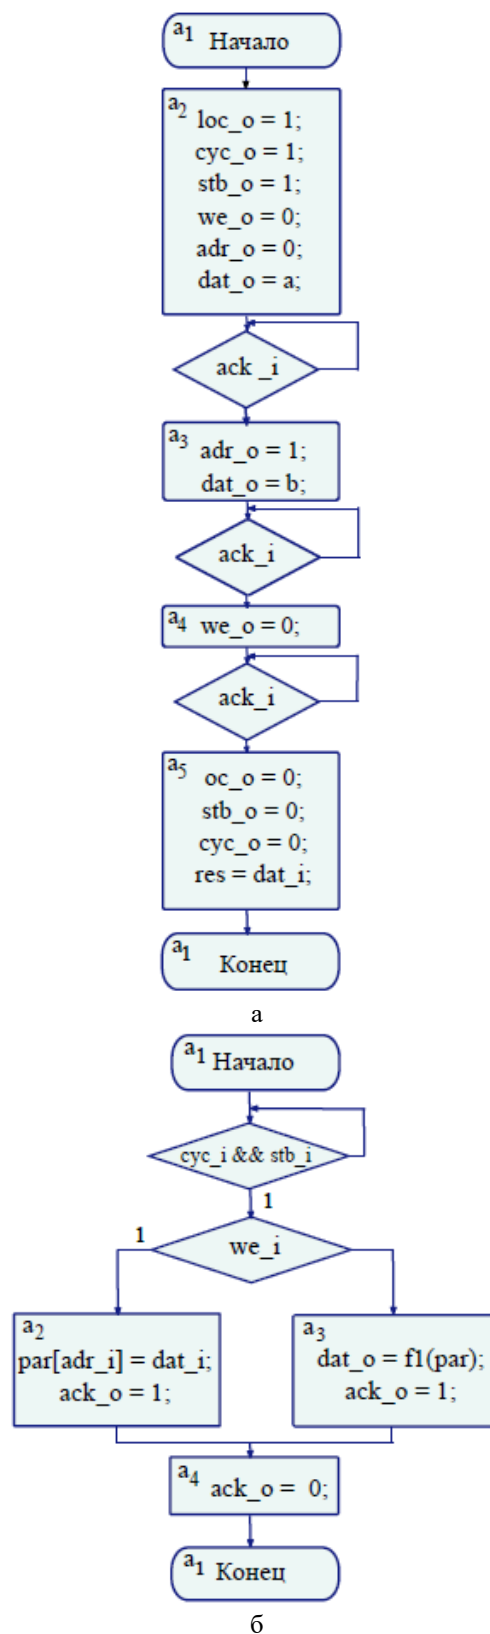 a1 Начало
a2 loc_o = 1;
cyc_o = 1;
stb_o = 1;
we_o = 0;
adr_o = 0;
dat_o = a;
ack _i
a3 adr_o = 1;
dat_o = b;
ack_i
a4 we_o = 0;
ack_i
a5 oc_o = 0;
stb_o = 0;
cyc_o = 0;
res = dat_i;
a1 Конец
а
a1 Начало
cyc_i && stb_i
1
1 we_i
a2
par[adr_i] = dat_i;
ack_o = 1;
a3
dat_o = f1(par);
ack_o = 1;
a4 ack_o = 0;
a1 Конец
б